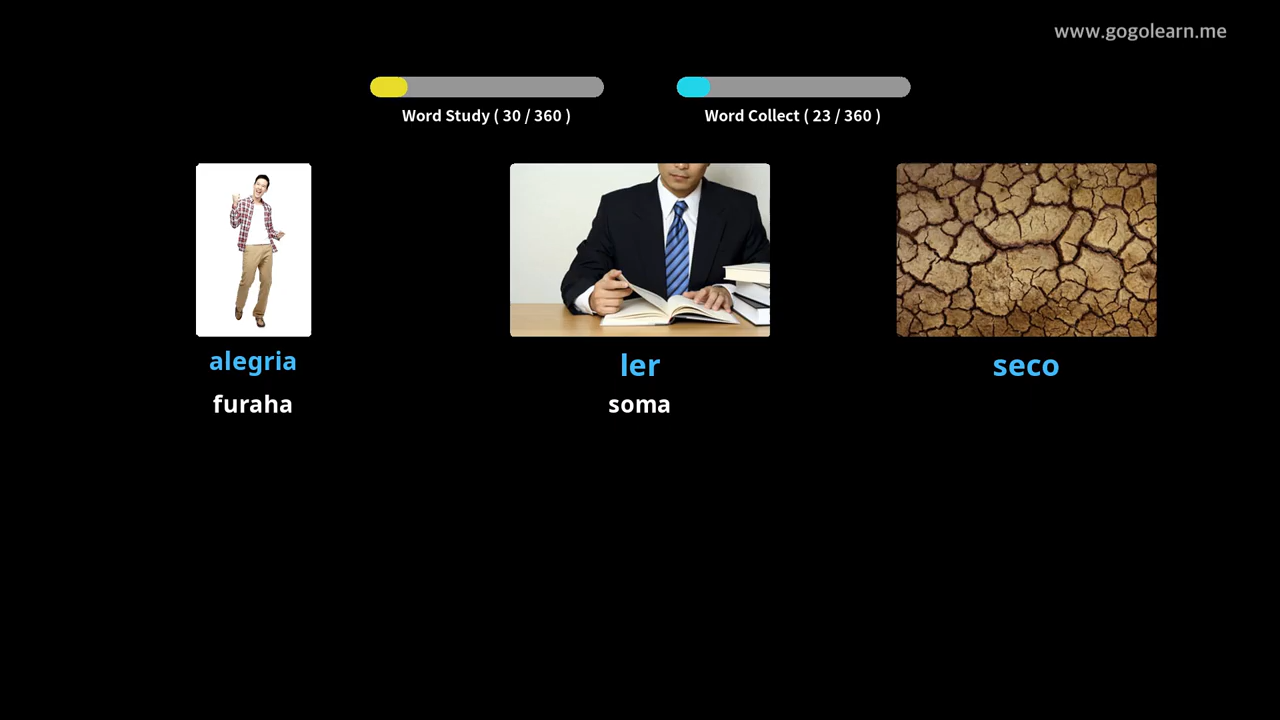 www.gogolearn.me
Word Study ( 30 / 360 )
Word Collect ( 23 / 360 )
alegria
furaha
ler
soma
seco